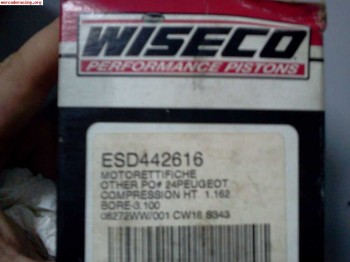 mercadoracing.org
WISECO
PERFORMANCE PISTONS
ESD442616
MOTORETTIFICHE
OTHER PO# 24PEUGEOT
COMPRESSION HT 1.162
BORE-3.100
06272WW/001 CW16 S343